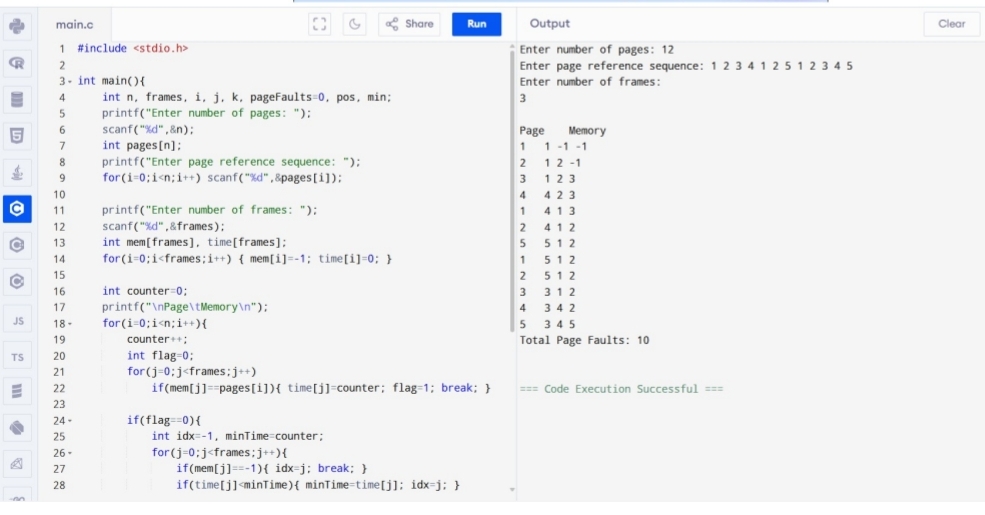 main.c
Share
Run
Output
Clear
1 #include <stdio.h>
2
3 int main(){
4 int n, frames, i, j, k, pageFaults=0, pos, min;
5 printf("Enter number of pages: ");
6 scanf("%d",&n);
7 int pages[n];
8 printf("Enter page reference sequence: ");
9 for(i=0;i<n;i++) scanf("%d",&pages[i]);
10
11 printf("Enter number of frames: ");
12 scanf("%d",&frames);
13 int mem[frames], time[frames];
14 for(i=0;i<frames;i++) { mem[i]=-1; time[i]=0; }
15
16 int counter=0;
17 printf("\nPage\tMemory\n");
18 for(i=0;i<n;i++){
19 counter++;
20 int flag=0;
21 for(j=0;j<frames;j++)
22 if(mem[j]==pages[i]){ time[j]=counter; flag=1; break; }
23
24 if(flag==0){
25 int idx=-1, minTime=counter;
26 for(j=0;j<frames;j++){
27 if(mem[j]==-1){ idx=j; break; }
28 if(time[j]<minTime){ minTime=time[j]; idx=j; }
Enter number of pages: 12
Enter page reference sequence: 1 2 3 4 1 2 5 1 2 3 4 5
Enter number of frames:
3
Page Memory
1 1 -1 -1
2 1 2 -1
3 1 2 3
4 4 2 3
1 4 1 3
2 4 1 2
5 5 1 2
1 5 1 2
2 5 1 2
3 3 1 2
4 3 4 2
5 3 4 5
Total Page Faults: 10
=== Code Execution Successful ===
JS
TS